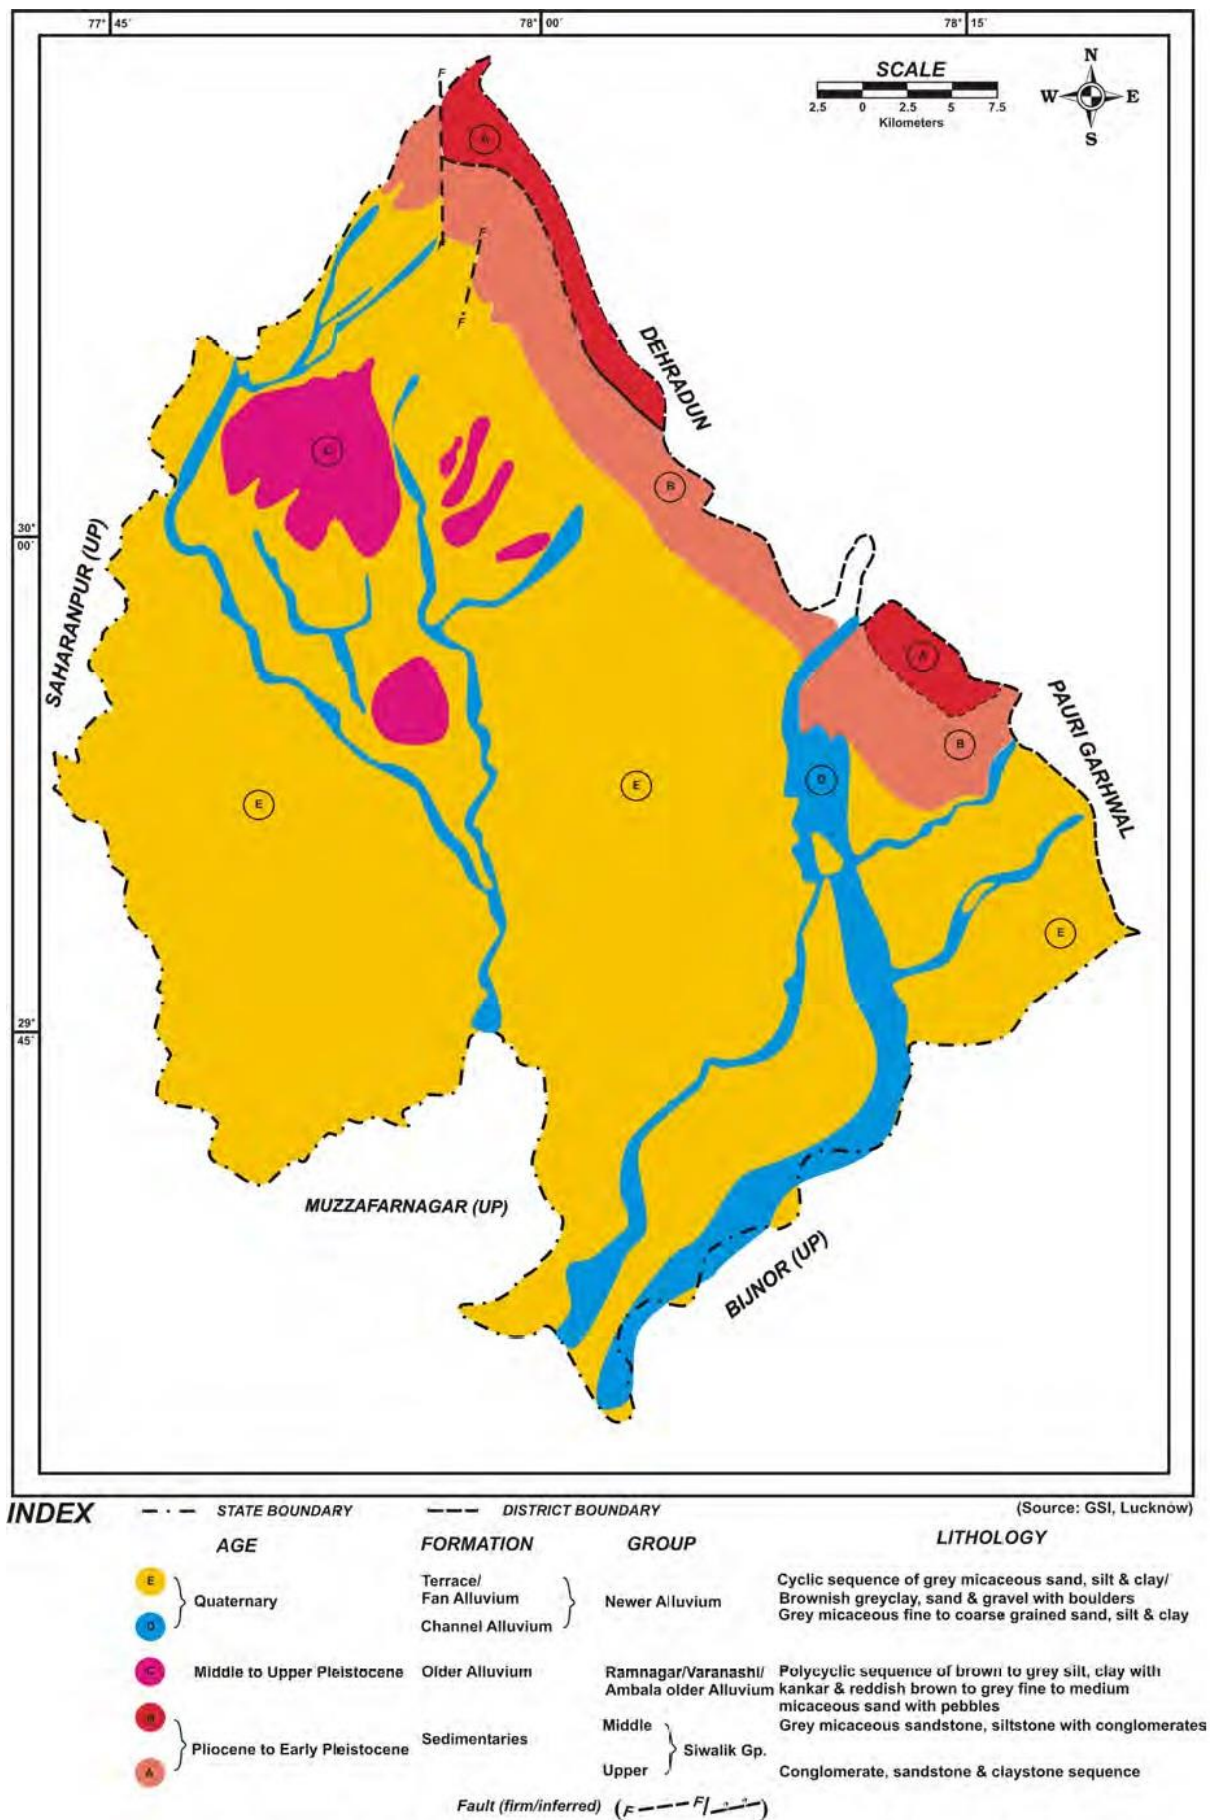 77° 45'
78° 00'
78° 15'
SCALE
2.5 0 2.5 5 7.5
Kilometers
N
W E
S
F
A
F
F
F
DEHRADUN
C
B
30°
00'
SAHARANPUR (UP)
A
B
PAURI GARHWAL
D
E
E
E
29°
45'
MUZZAFARNAGAR (UP)
BIJNOR (UP)
INDEX
STATE BOUNDARY
DISTRICT BOUNDARY
(Source: GSI, Lucknow)
AGE FORMATION GROUP LITHOLOGY
E
Quaternary
Terrace/
Fan Alluvium
Newer Alluvium
Cyclic sequence of grey micaceous sand, silt & clay/
Brownish greyclay, sand & gravel with boulders
D
Channel Alluvium
Grey micaceous fine to coarse grained sand, silt & clay
C
Middle to Upper Pleistocene
Older Alluvium
Ramnagar/Varanashi/
Ambala older Alluvium
Polycyclic sequence of brown to grey silt, clay with
kankar & reddish brown to grey fine to medium
micaceous sand with pebbles
B
Pliocene to Early Pleistocene
Sedimentaries
Middle
Siwalik Gp.
Grey micaceous sandstone, siltstone with conglomerates
A
Upper
Conglomerate, sandstone & claystone sequence
Fault (firm/inferred) (F F/ )